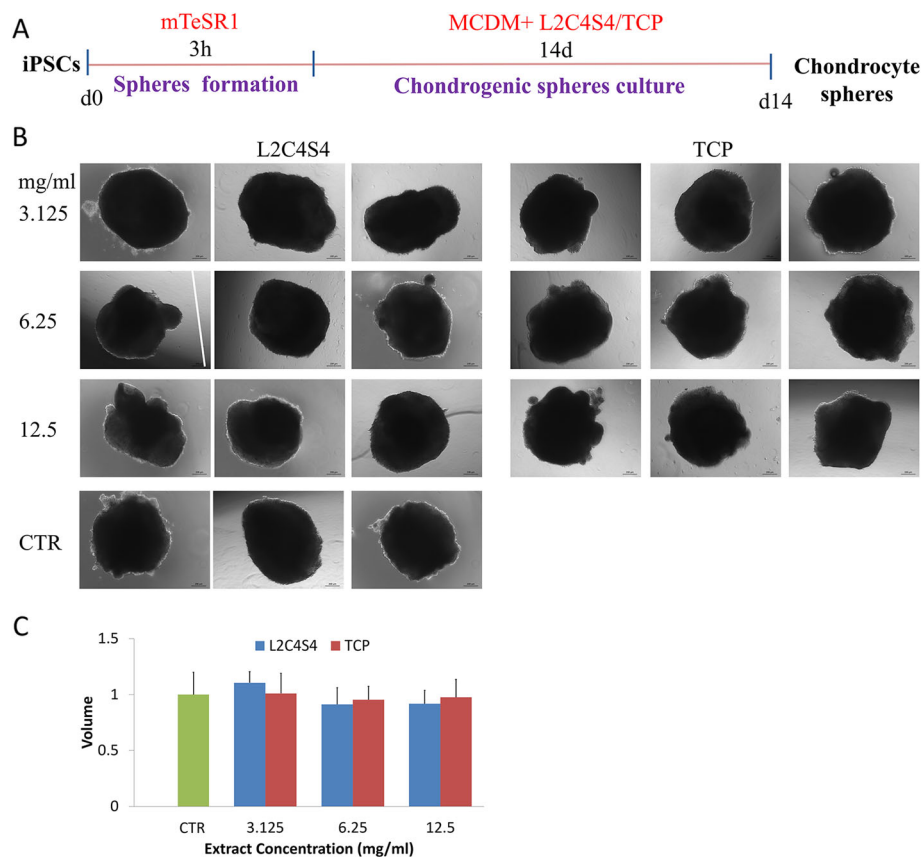 A
mTeSR1
MCDM+ L2C4S4/TCP
3h
14d
iPSCs
Spheres formation
Chondrogenic spheres culture
Chondrocyte
spheres
d0
d14
B
L2C4S4
TCP
mg/ml
3.125
6.25
12.5
CTR
C
1.5
1
0.5
0
L2C4S4
TCP
Volume
CTR
3.125
6.25
12.5
Extract Concentration (mg/ml)